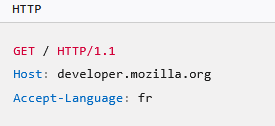 HTTP
GET / HTTP/1.1
Host: developer.mozilla.org
Accept-Language: fr